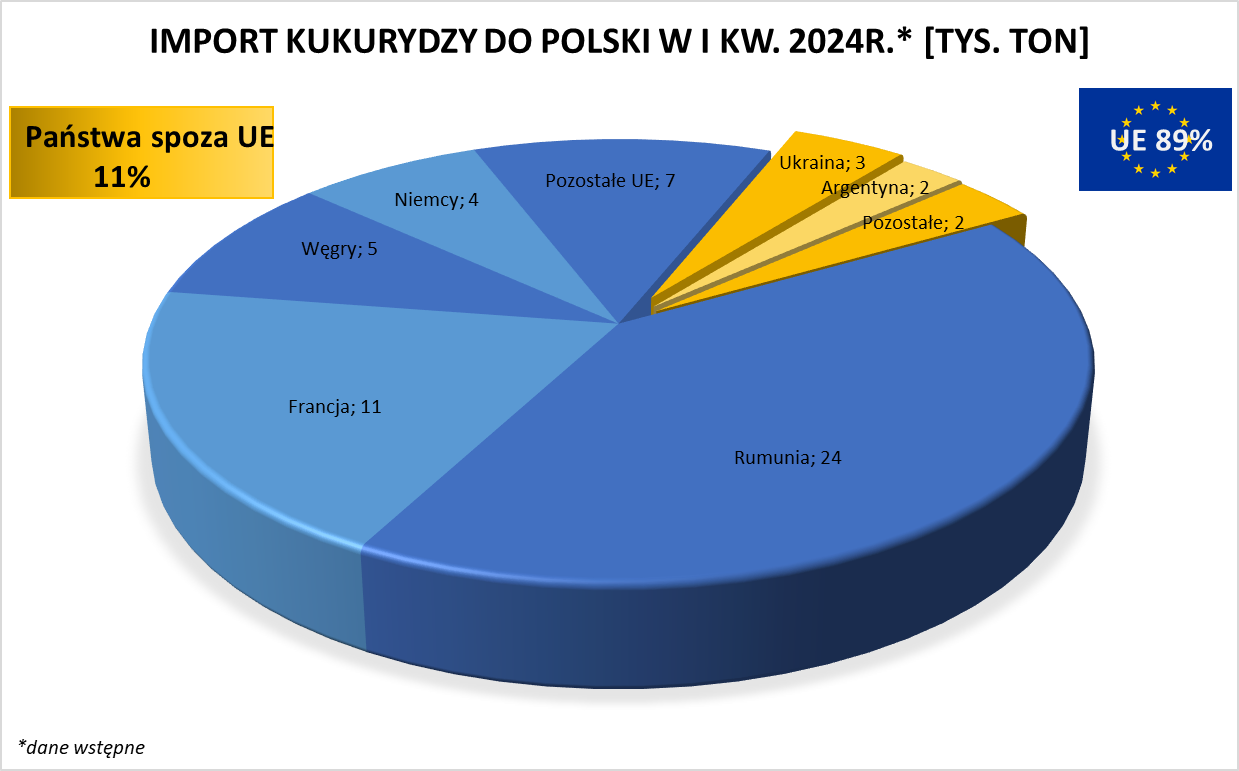 IMPORT KUKURYDZY DO POLSKI W I KW. 2024R.* [TYS. TON]
Państwa spoza UE
11%
UE 89%
Ukraina; 3
Pozostałe UE; 7
Argentyna; 2
Niemcy; 4
Pozostałe; 2
Węgry; 5
Francja; 11
Rumunia; 24
*dane wstępne